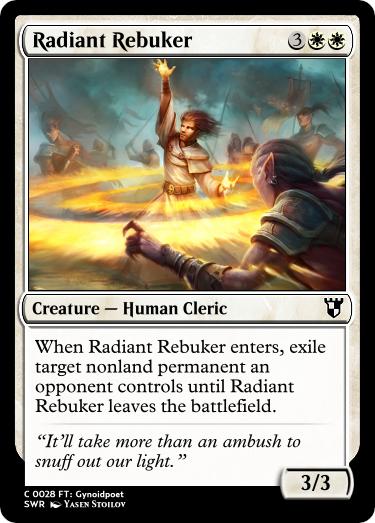 Radiant Rebuker 3
Creature — Human Cleric
When Radiant Rebuker enters, exile
target nonland permanent an
opponent controls until Radiant
Rebuker leaves the battlefield.
“It’ll take more than an ambush to
snuff out our light.”
3/3
C 0028 FT: Gynoidpoet
SWR Yasen Stoilov